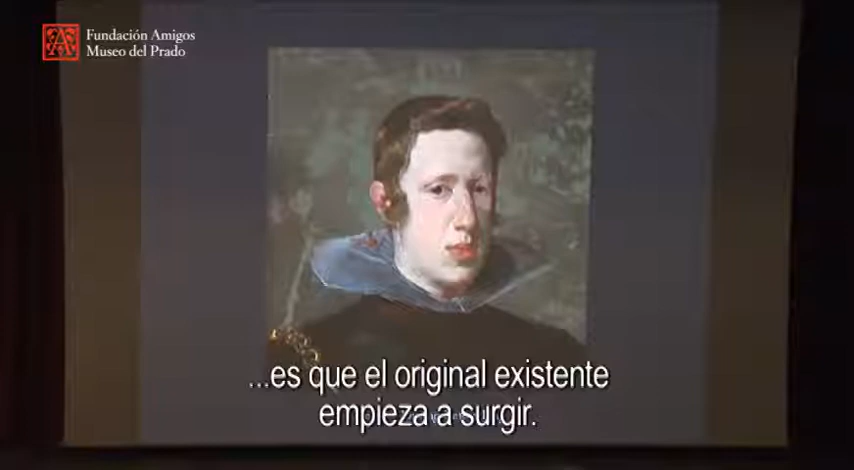 Fundación Amigos
Museo del Prado
...es que el original existente
empieza a surgir.